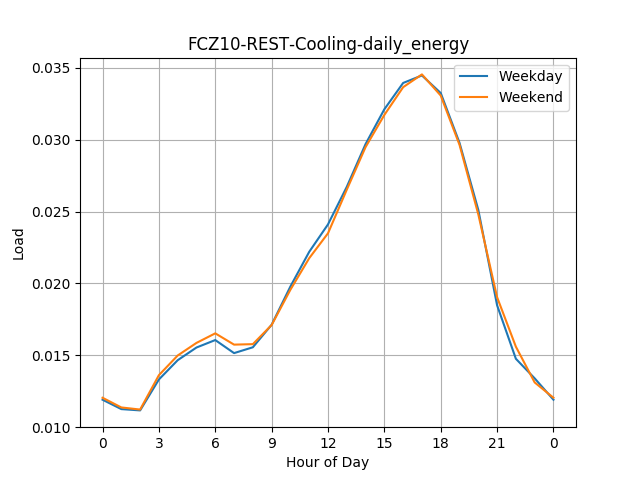 FCZ10-REST-Cooling-daily_energy
Weekday
Weekend
Load
0.035
0.030
0.025
0.020
0.015
0.010
0 3 6 9 12 15 18 21 0
Hour of Day